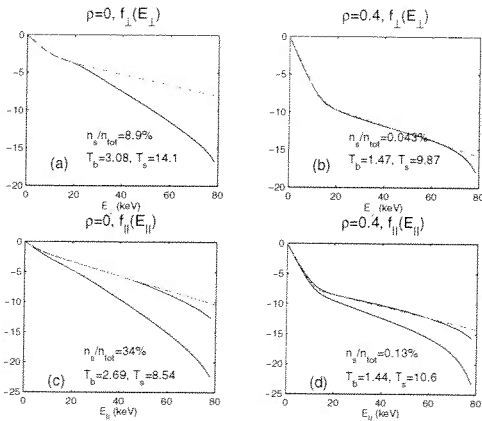 ρ=0, f⊥(E⊥)
0
−5
−10
−15
−20
n_s/n_tot=8.9%
T_b=3.08, T_s=14.1
(a)
0 20 40 60 80
E (keV)
ρ=0.4, f⊥(E⊥)
0
−5
−10
−15
−20
n_s/n_tot=0.043%
T_b=1.47, T_s=9.87
(b)
0 20 40 60 80
E (keV)
ρ=0, f||(E||)
0
−5
−10
−15
−20
−25
n_s/n_tot=34%
T_b=2.69, T_s=8.54
(c)
0 20 40 60 80
E|| (keV)
ρ=0.4, f||(E||)
0
−5
−10
−15
−20
−25
n_s/n_tot=0.13%
T_b=1.44, T_s=10.6
(d)
0 20 40 60 80
E|| (keV)